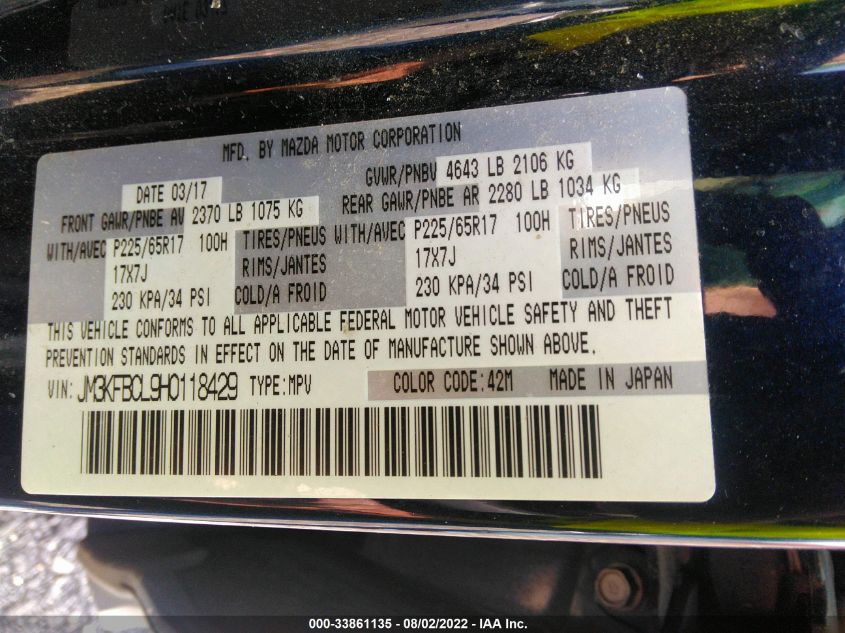 MFD. BY MAZDA MOTOR CORPORATION
DATE 03/17 GVWR/PNBV 4643 LB 2106 KG
FRONT GAWR/PNBE AV 2370 LB 1075 KG REAR GAWR/PNBE AR 2280 LB 1034 KG
WITH/AVEC P225/65R17 100H TIRES/PNEUS WITH/AVEC P225/65R17 100H TIRES/PNEUS
17X7J RIMS/JANTES 17X7J RIMS/JANTES
230 KPA/34 PSI COLD/A FROID 230 KPA/34 PSI COLD/A FROID
THIS VEHICLE CONFORMS TO ALL APPLICABLE FEDERAL MOTOR VEHICLE SAFETY AND THEFT
PREVENTION STANDARDS IN EFFECT ON THE DATE OF MANUFACTURE SHOWN ABOVE.
VIN: JM3KFBCL9H0118429 TYPE:MPV COLOR CODE:42M MADE IN JAPAN
000-33861135 - 08/02/2022 - IAA Inc.